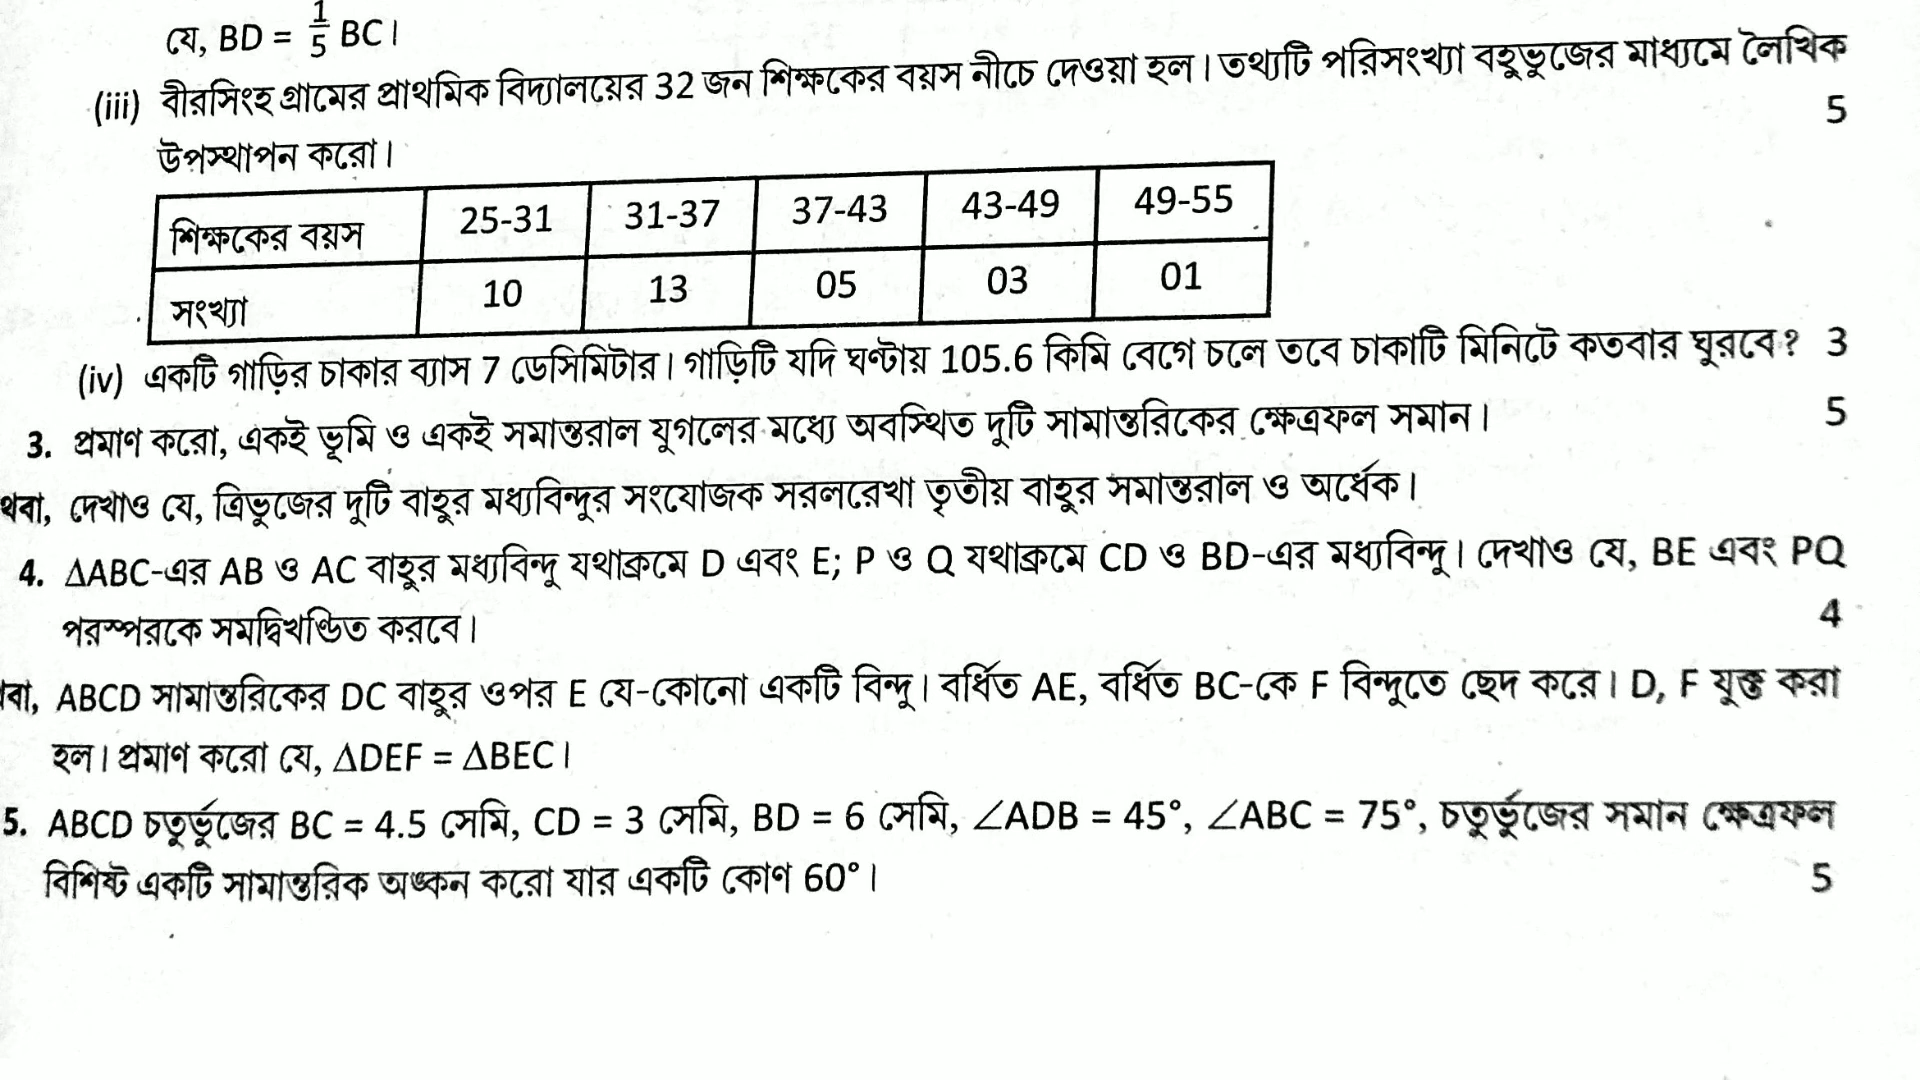 যে, BD = 1/5 BC।
(iii) বীরসিংহ গ্রামের প্রাথমিক বিদ্যালয়ের 32 জন শিক্ষকের বয়স নীচে দেওয়া হল। তথ্যটি পরিসংখ্যা বহুভুজের মাধ্যমে লৈখিক
উপস্থাপন করো। 5
শিক্ষকের বয়স 25-31 31-37 37-43 43-49 49-55
সংখ্যা 10 13 05 03 01
(iv) একটি গাড়ির চাকার ব্যাস 7 ডেসিমিটার। গাড়িটি যদি ঘণ্টায় 105.6 কিমি বেগে চলে তবে চাকাটি মিনিটে কতবার ঘুরবে? 3
3. প্রমাণ করো, একই ভূমি ও একই সমান্তরাল যুগলের মধ্যে অবস্থিত দুটি সামান্তরিকের ক্ষেত্রফল সমান। 5
থবা, দেখাও যে, ত্রিভুজের দুটি বাহুর মধ্যবিন্দুর সংযোজক সরলরেখা তৃতীয় বাহুর সমান্তরাল ও অর্ধেক।
4. ΔABC-এর AB ও AC বাহুর মধ্যবিন্দু যথাক্রমে D এবং E; P ও Q যথাক্রমে CD ও BD-এর মধ্যবিন্দু। দেখাও যে, BE এবং PQ
পরস্পরকে সমদ্বিখণ্ডিত করবে। 4
বা, ABCD সামান্তরিকের DC বাহুর ওপর E যে-কোনো একটি বিন্দু। বর্ধিত AE, বর্ধিত BC-কে F বিন্দুতে ছেদ করে। D, F যুক্ত করা
হল। প্রমাণ করো যে, ΔDEF = ΔBEC।
5. ABCD চতুর্ভুজের BC = 4.5 সেমি, CD = 3 সেমি, BD = 6 সেমি, ∠ADB = 45°, ∠ABC = 75°, চতুর্ভুজের সমান ক্ষেত্রফল
বিশিষ্ট একটি সামান্তরিক অঙ্কন করো যার একটি কোণ 60°। 5